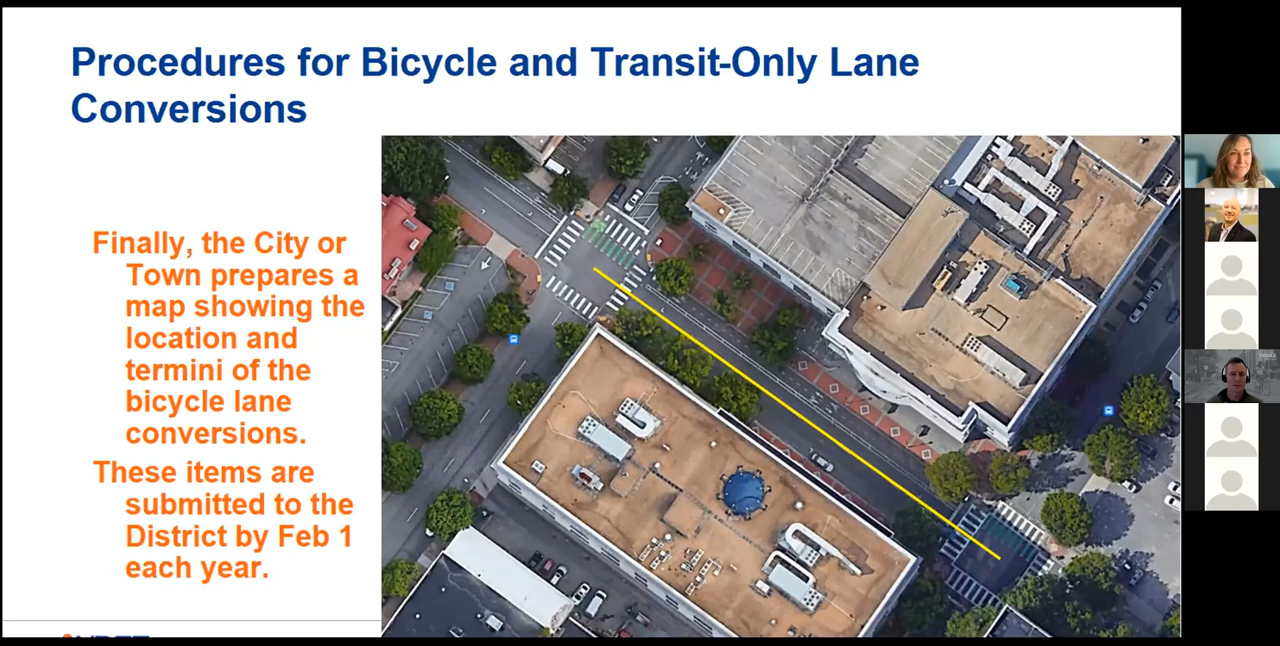 Procedures for Bicycle and Transit-Only Lane
Conversions
Finally, the City or
Town prepares a
map showing the
location and
termini of the
bicycle lane
conversions.
These items are
submitted to the
District by Feb 1
each year.